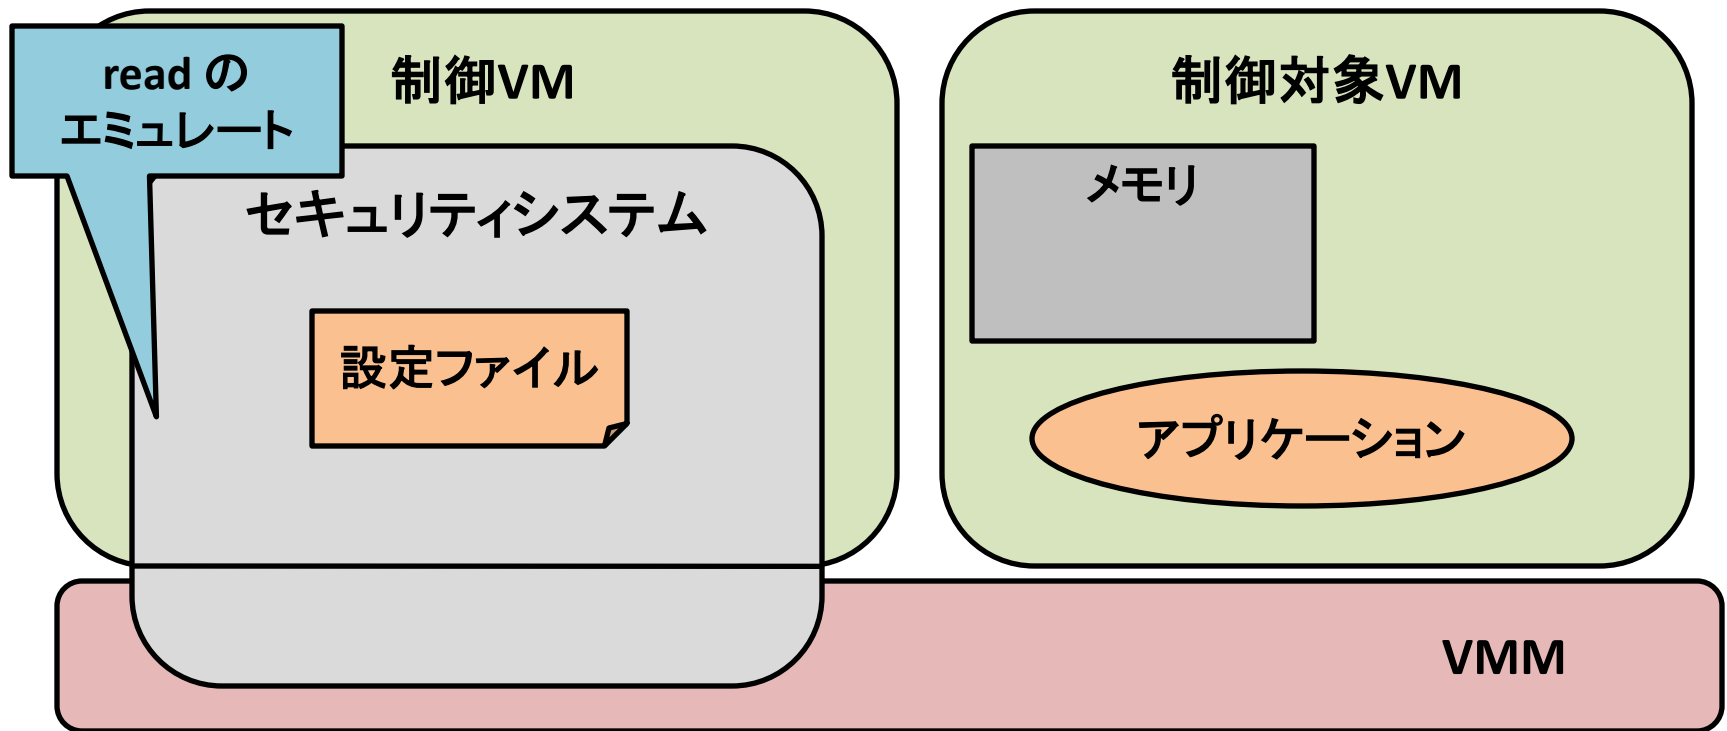 read の
エミュレート
制御VM
制御対象VM
メモリ
セキュリティシステム
設定ファイル
アプリケーション
VMM